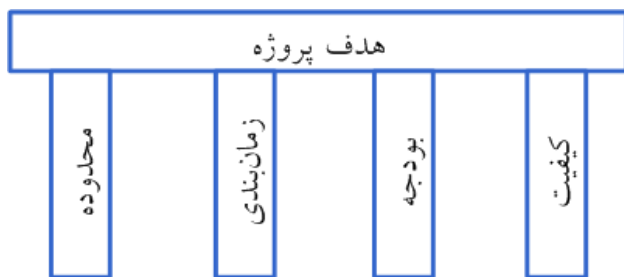 هدف پروژه
کیفیت
بودجه
زمان‌بندی
محدوده